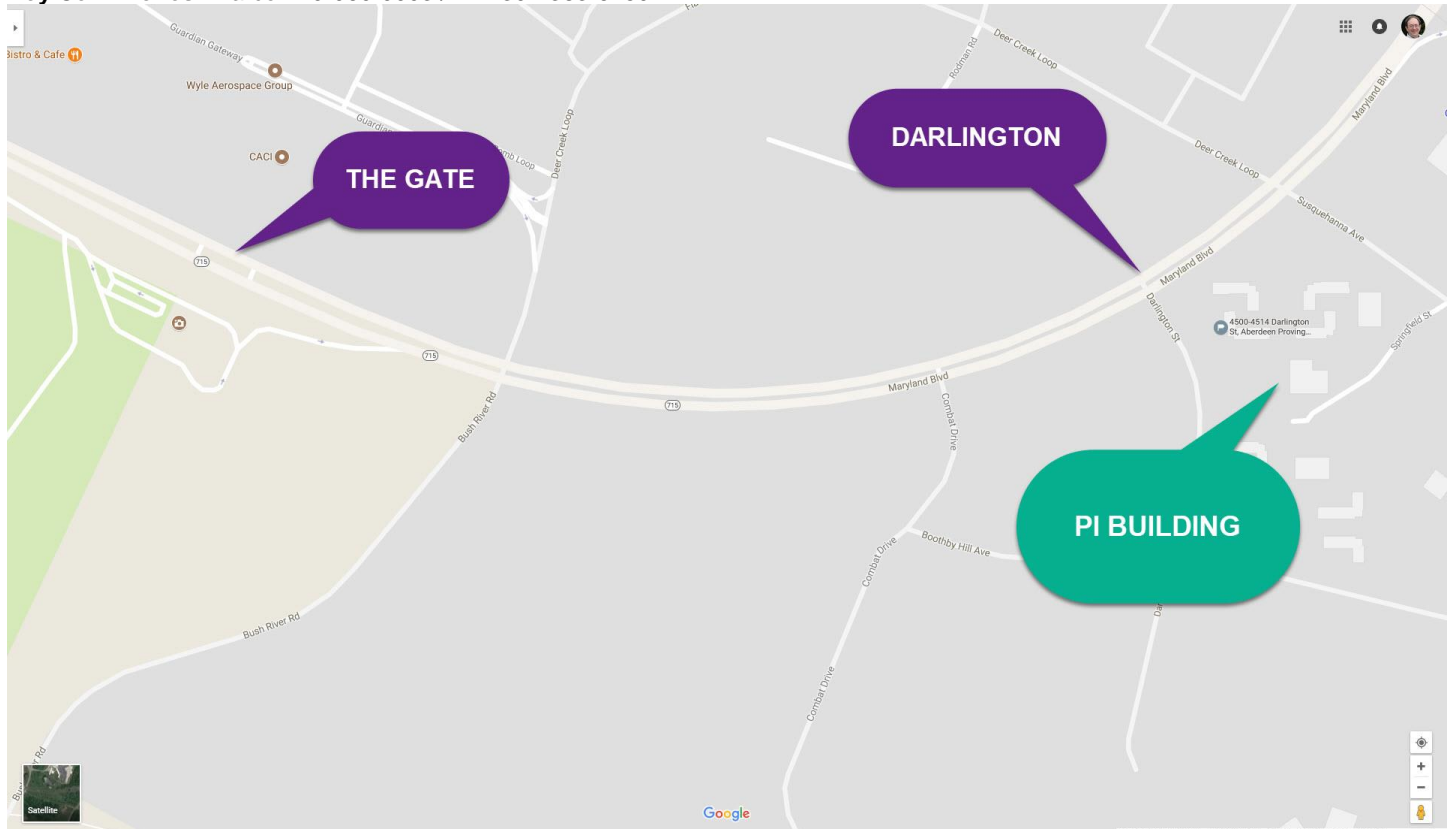 Guardian Gateway
Bistro & Cafe
Wyle Aerospace Group
CACI
THE GATE
Deer Creek Loop
Rodman Rd
Deer Creek Loop
DARLINGTON
Maryland Blvd
Deer Creek Loop
Susquehanna Ave
715
Maryland Blvd
Darlington St
4500-4514 Darlington
St, Aberdeen Proving...
Springfield St
715
715
Maryland Blvd
Combat Drive
Bush River Rd
PI BUILDING
Combat Drive
Boothby Hill Ave
Bush River Rd
Combat Drive
Satellite
Google